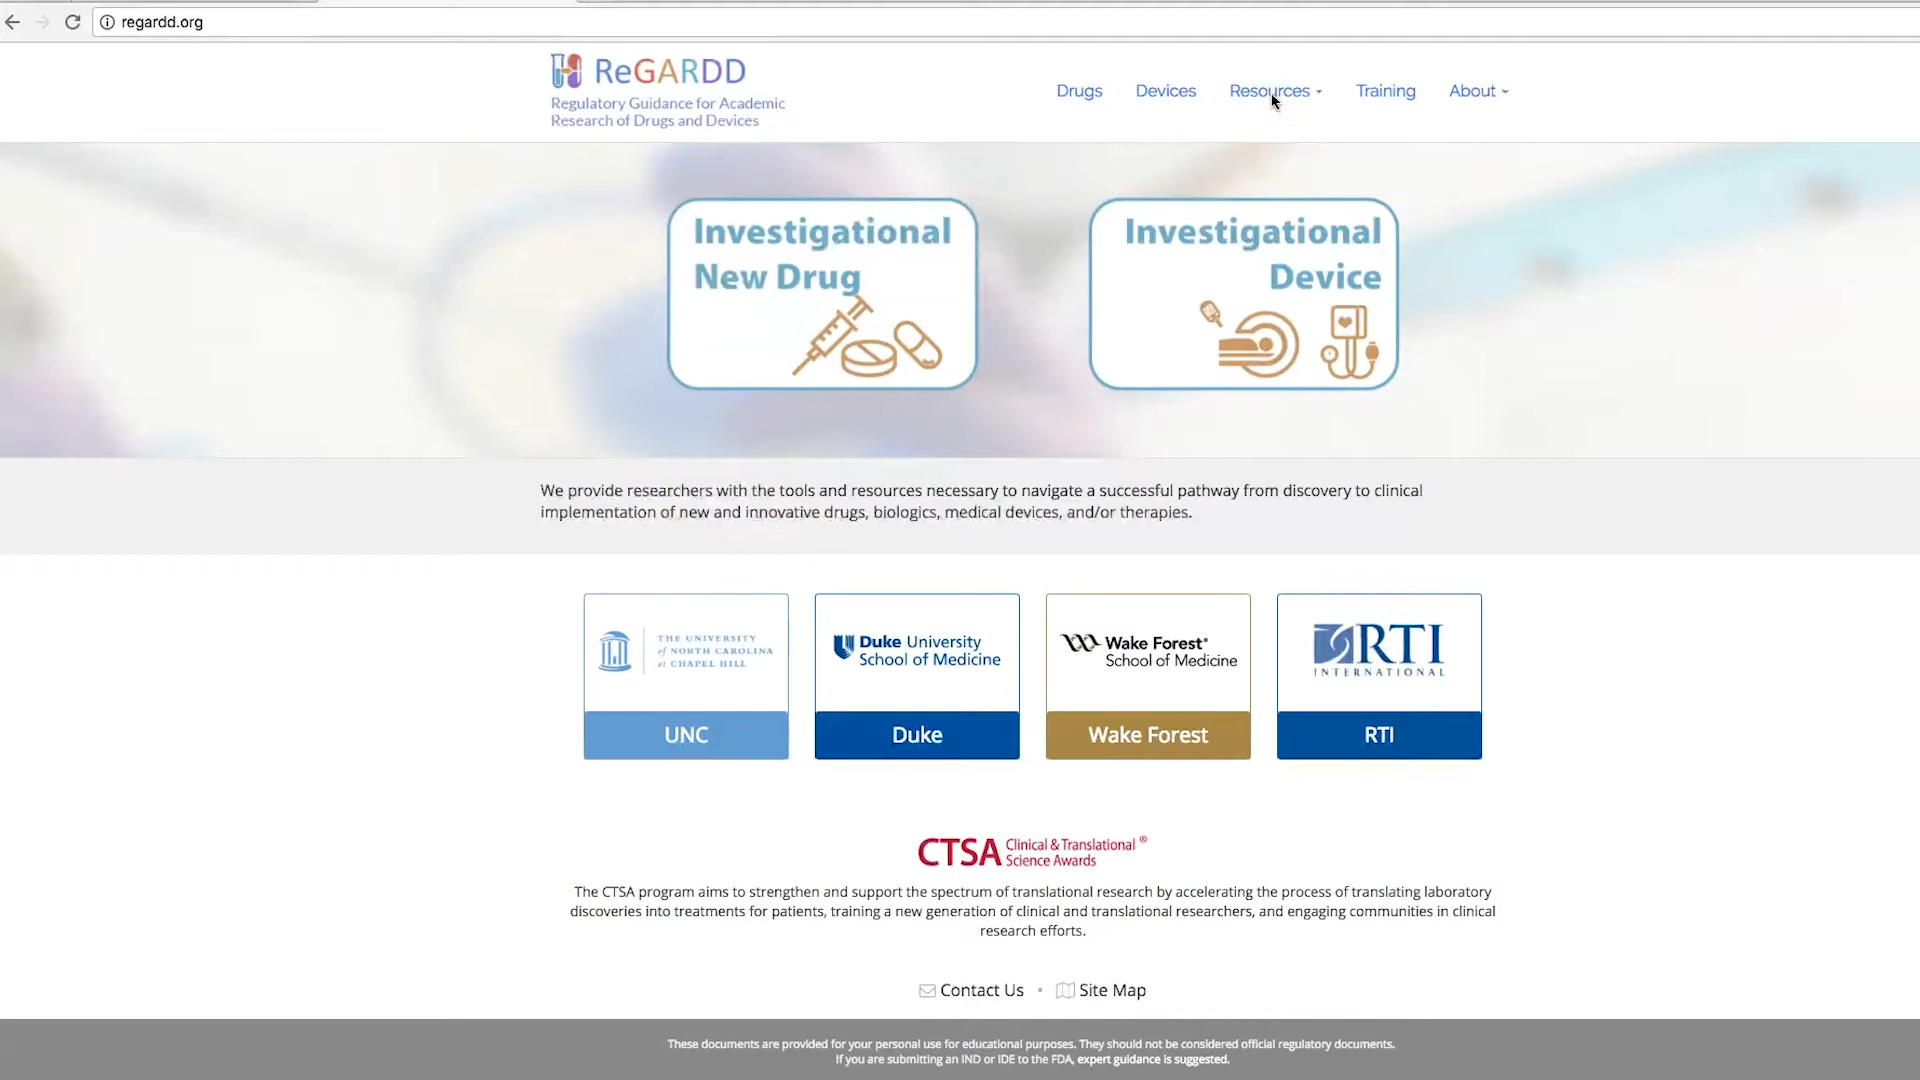 regardd.org
ReGARDD
Regulatory Guidance for Academic
Research of Drugs and Devices
Drugs Devices Resources Training About
Investigational
New Drug
Investigational
Device
We provide researchers with the tools and resources necessary to navigate a successful pathway from discovery to clinical
implementation of new and innovative drugs, biologics, medical devices, and/or therapies.
THE UNIVERSITY
of NORTH CAROLINA
at CHAPEL HILL
UNC
Duke University
School of Medicine
Duke
Wake Forest®
School of Medicine
Wake Forest
RTI
INTERNATIONAL
RTI
CTSA Clinical & Translational ®
Science Awards
The CTSA program aims to strengthen and support the spectrum of translational research by accelerating the process of translating laboratory
discoveries into treatments for patients, training a new generation of clinical and translational researchers, and engaging communities in clinical
research efforts.
Contact Us • Site Map
These documents are provided for your personal use for educational purposes. They should not be considered official regulatory documents.
If you are submitting an IND or IDE to the FDA, expert guidance is suggested.